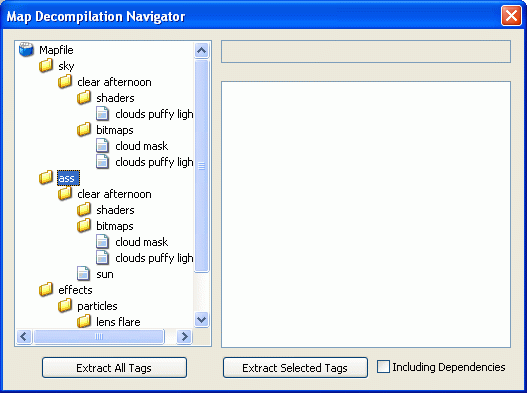 Map Decompilation Navigator
Mapfile
sky
clear afternoon
shaders
clouds puffy ligh
bitmaps
cloud mask
clouds puffy ligh
ass
clear afternoon
shaders
bitmaps
cloud mask
clouds puffy ligh
sun
effects
particles
lens flare
Extract All Tags
Extract Selected Tags
Including Dependencies